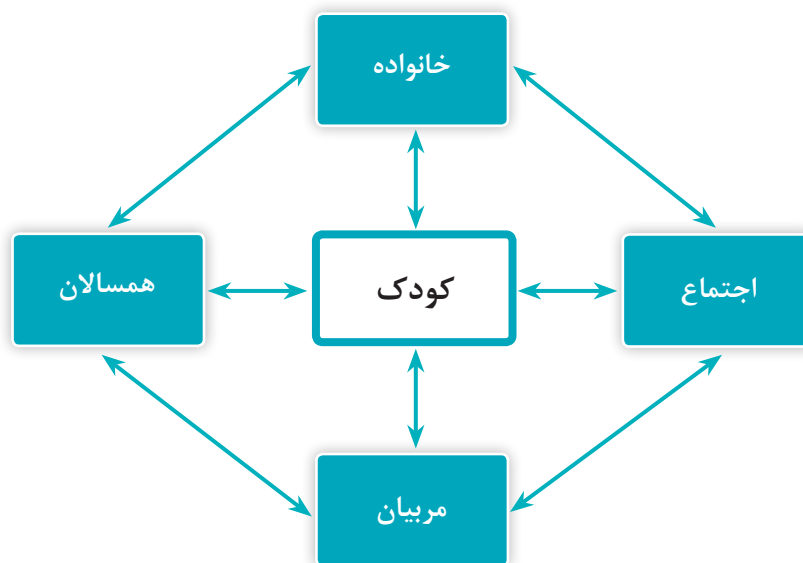 خانواده
اجتماع
کودک
همسالان
مربیان